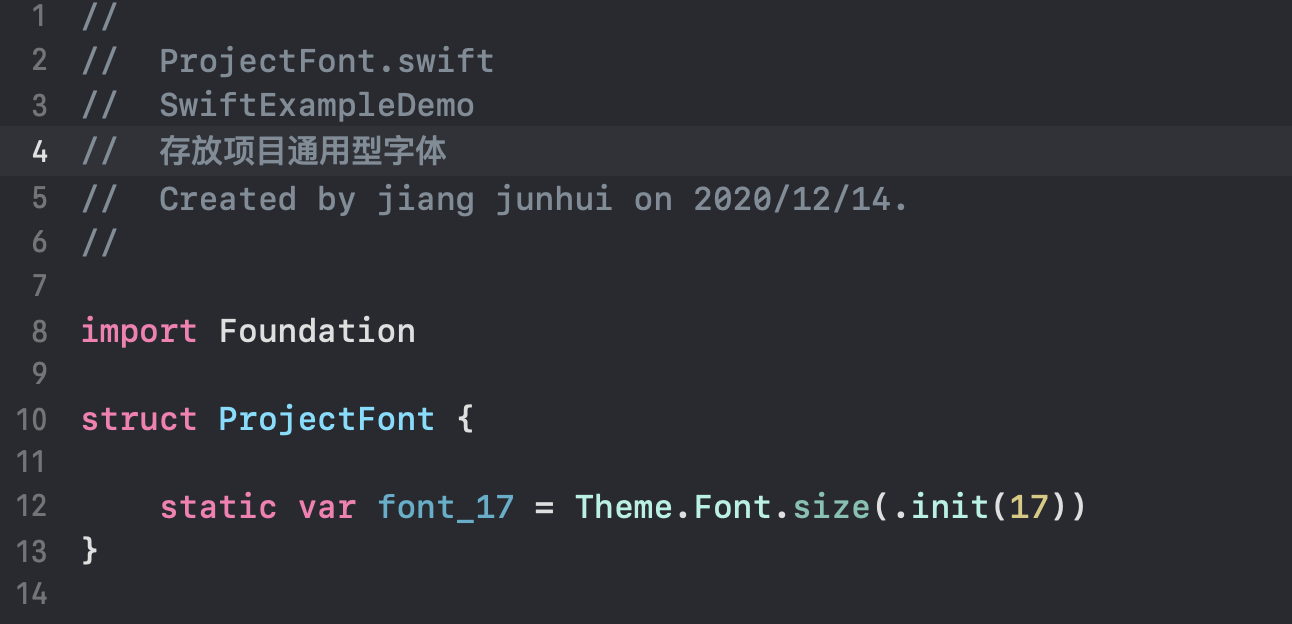 1 //
2 //  ProjectFont.swift
3 //  SwiftExampleDemo
4 //  存放项目通用型字体
5 //  Created by jiang junhui on 2020/12/14.
6 //
7
8 import Foundation
9
10 struct ProjectFont {
11
12     static var font_17 = Theme.Font.size(.init(17))
13 }
14